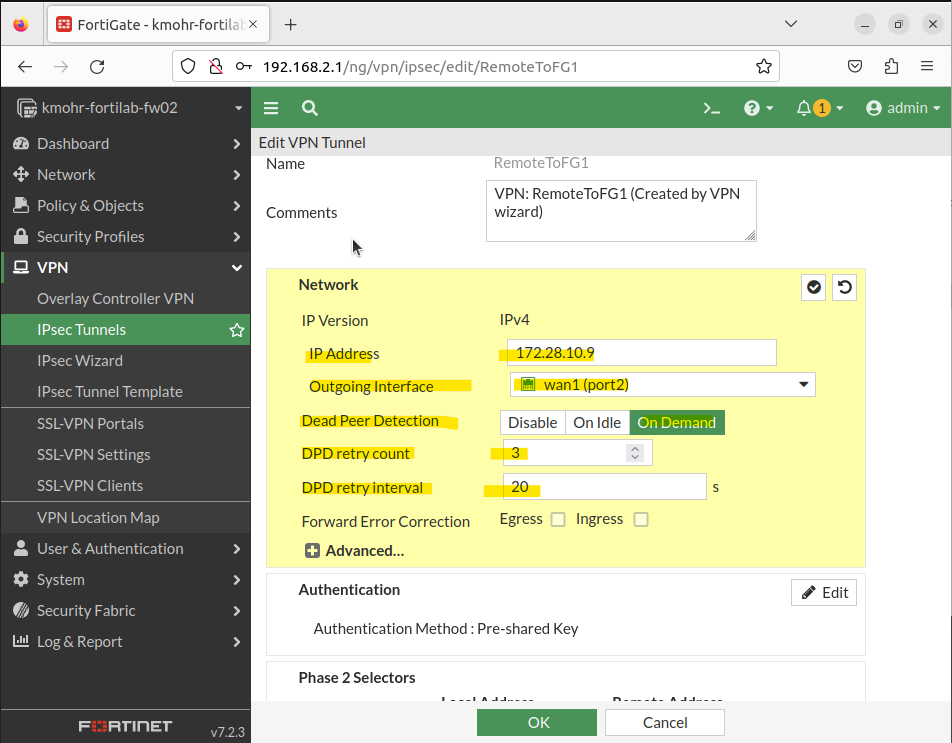 FortiGate - kmohr-fortilab
192.168.2.1/ng/vpn/ipsec/edit/RemoteToFG1
kmohr-fortilab-fw02
1
admin
Dashboard
Network
Policy & Objects
Security Profiles
VPN
Overlay Controller VPN
IPsec Tunnels
IPsec Wizard
IPsec Tunnel Template
SSL-VPN Portals
SSL-VPN Settings
SSL-VPN Clients
VPN Location Map
User & Authentication
System
Security Fabric
Log & Report
FORTINET
v7.2.3
Edit VPN Tunnel
Name RemoteToFG1
Comments VPN: RemoteToFG1 (Created by VPN
wizard)
Network
IP Version IPv4
IP Address 172.28.10.9
Outgoing Interface wan1 (port2)
Dead Peer Detection Disable On Idle On Demand
DPD retry count 3
DPD retry interval 20 s
Forward Error Correction Egress Ingress
Advanced...
Authentication Edit
Authentication Method : Pre-shared Key
Phase 2 Selectors
Local Address Remote Address
OK Cancel